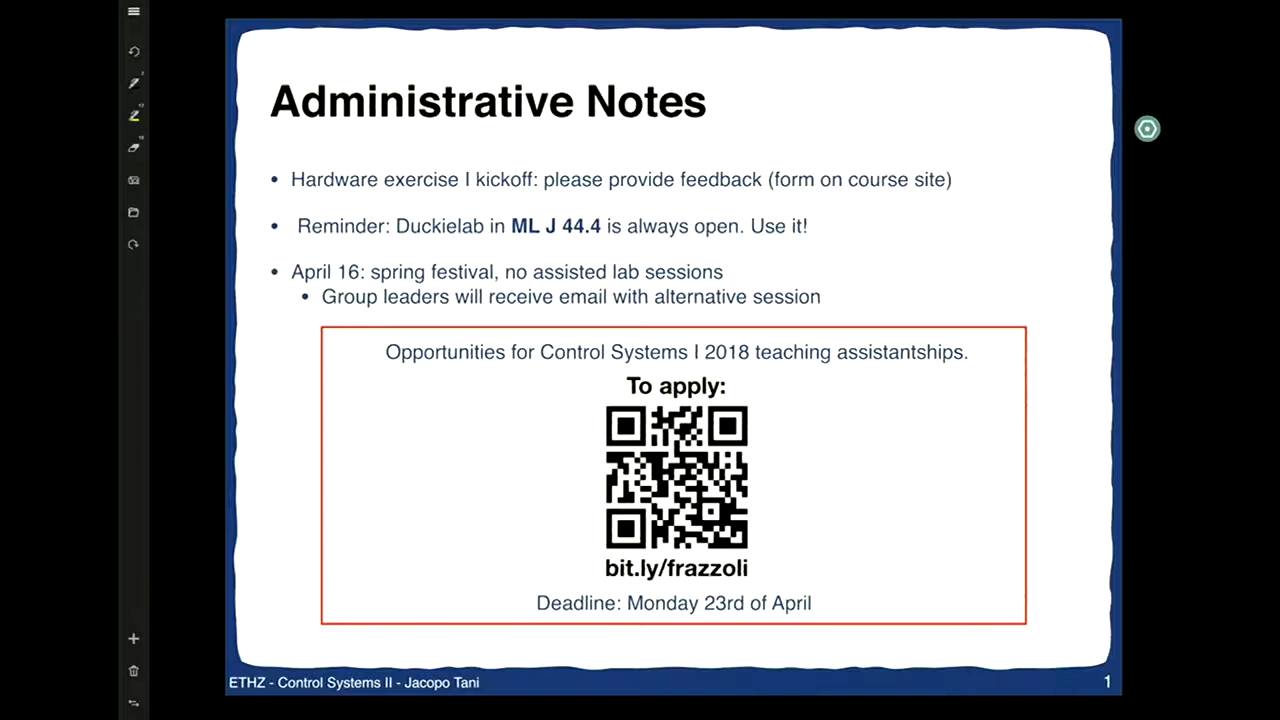 Administrative Notes
• Hardware exercise I kickoff: please provide feedback (form on course site)
• Reminder: Duckielab in ML J 44.4 is always open. Use it!
• April 16: spring festival, no assisted lab sessions
• Group leaders will receive email with alternative session
Opportunities for Control Systems I 2018 teaching assistantships.
To apply:
bit.ly/frazzoli
Deadline: Monday 23rd of April
ETHZ - Control Systems II - Jacopo Tani
1